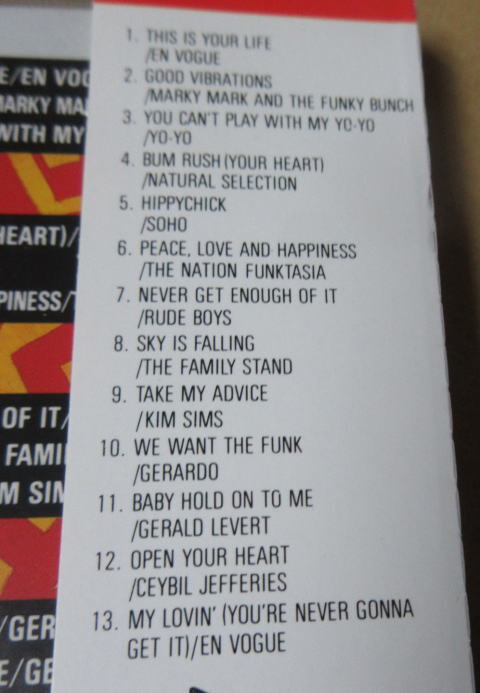 1. THIS IS YOUR LIFE
/EN VOGUE
2. GOOD VIBRATIONS
/MARKY MARK AND THE FUNKY BUNCH
3. YOU CAN'T PLAY WITH MY YO-YO
/YO-YO
4. BUM RUSH (YOUR HEART)
/NATURAL SELECTION
5. HIPPYCHICK
/SOHO
6. PEACE, LOVE AND HAPPINESS
/THE NATION FUNKTASIA
7. NEVER GET ENOUGH OF IT
/RUDE BOYS
8. SKY IS FALLING
/THE FAMILY STAND
9. TAKE MY ADVICE
/KIM SIMS
10. WE WANT THE FUNK
/GERARDO
11. BABY HOLD ON TO ME
/GERALD LEVERT
12. OPEN YOUR HEART
/CEYBIL JEFFERIES
13. MY LOVIN' (YOU'RE NEVER GONNA
GET IT)/EN VOGUE
E/EN VOG
MARKY MA
WITH MY
HEART)/
PINESS/
OF IT/
FAMI
M SIM
/GER
E/GE